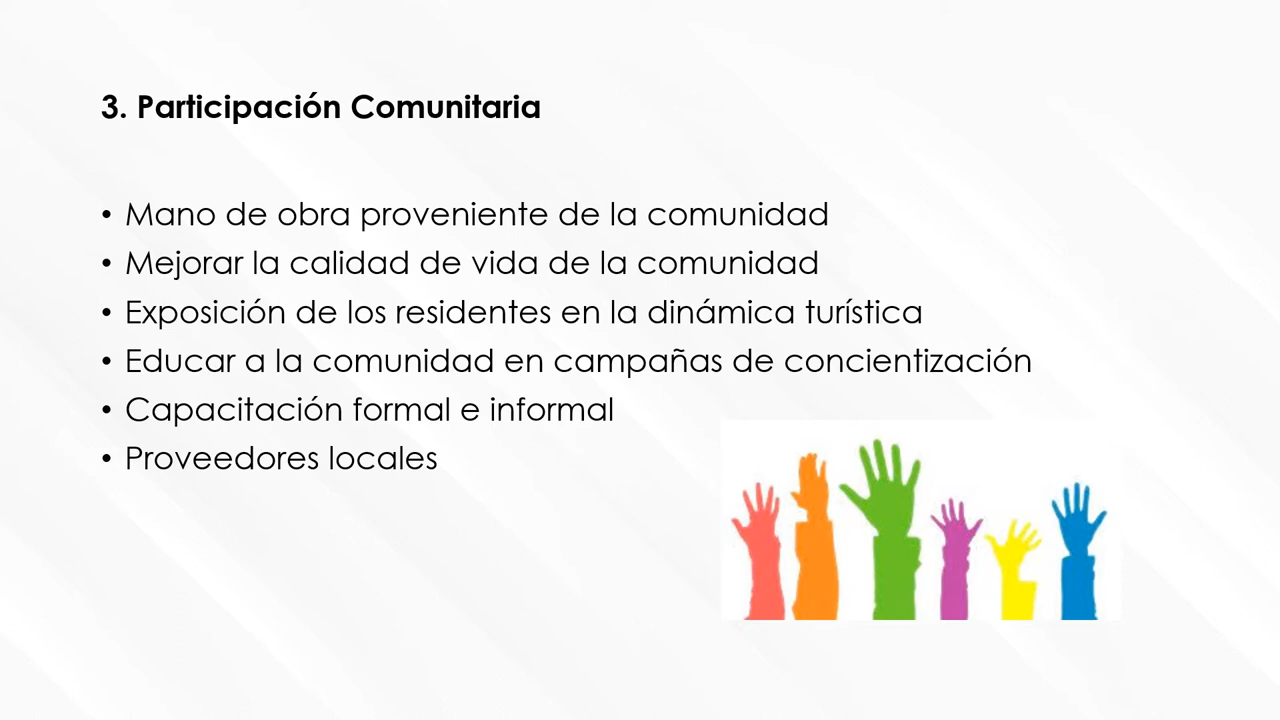 3. Participación Comunitaria
• Mano de obra proveniente de la comunidad
• Mejorar la calidad de vida de la comunidad
• Exposición de los residentes en la dinámica turística
• Educar a la comunidad en campañas de concientización
• Capacitación formal e informal
• Proveedores locales